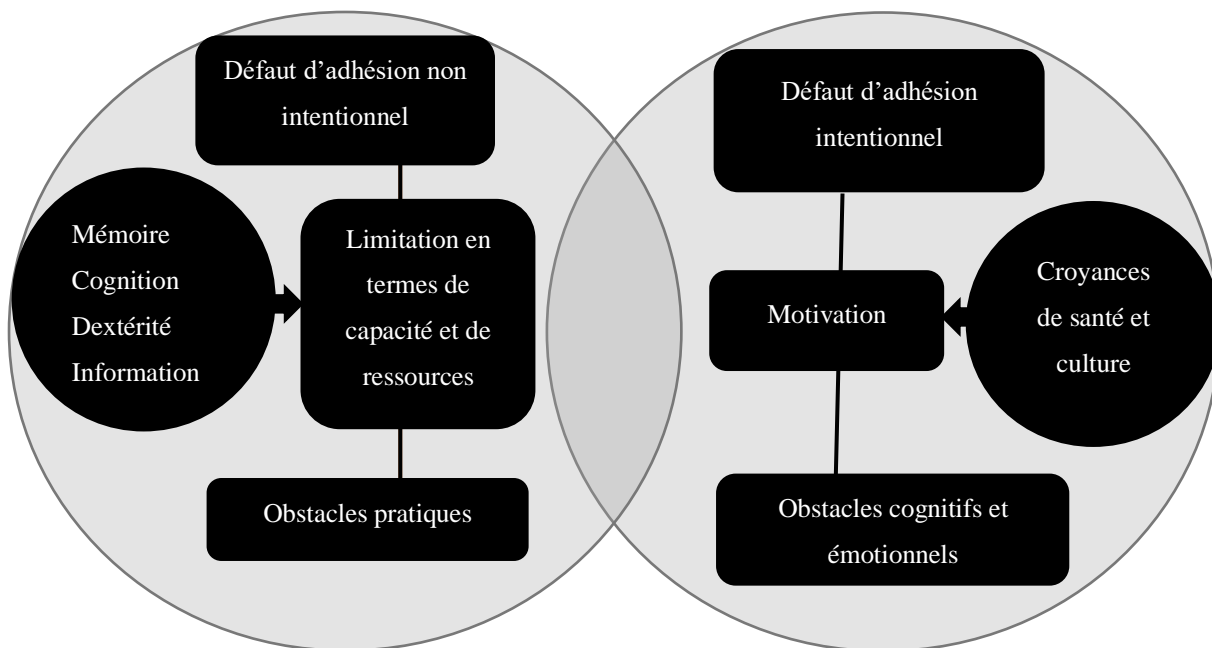 Défaut d’adhésion non
intentionnel
Mémoire
Cognition
Dextérité
Information
Limitation en
termes de
capacité et de
ressources
Obstacles pratiques
Défaut d’adhésion
intentionnel
Motivation
Croyances
de santé et
culture
Obstacles cognitifs et
émotionnels